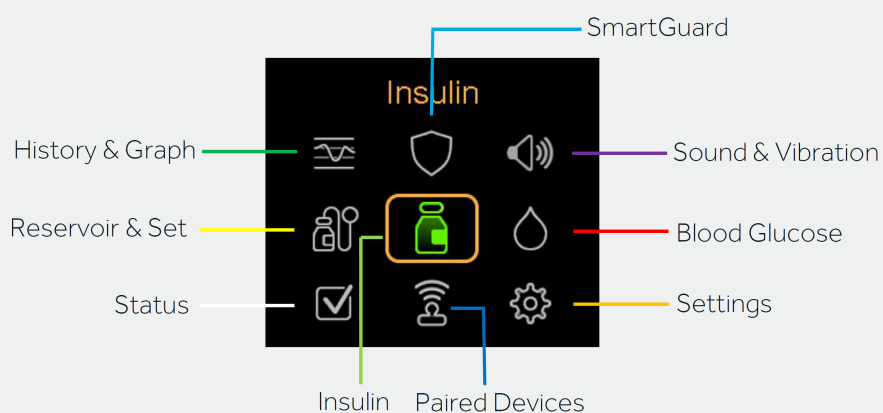 SmartGuard
Insulin
History & Graph
Sound & Vibration
Reservoir & Set
Blood Glucose
Status
Settings
Insulin
Paired Devices